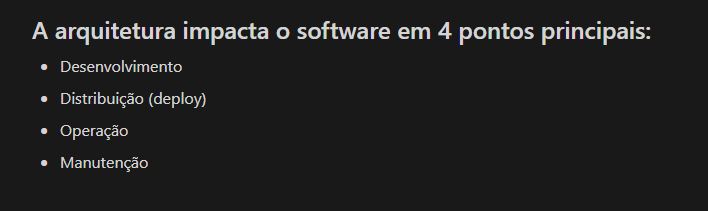 A arquitetura impacta o software em 4 pontos principais:
• Desenvolvimento
• Distribuição (deploy)
• Operação
• Manutenção